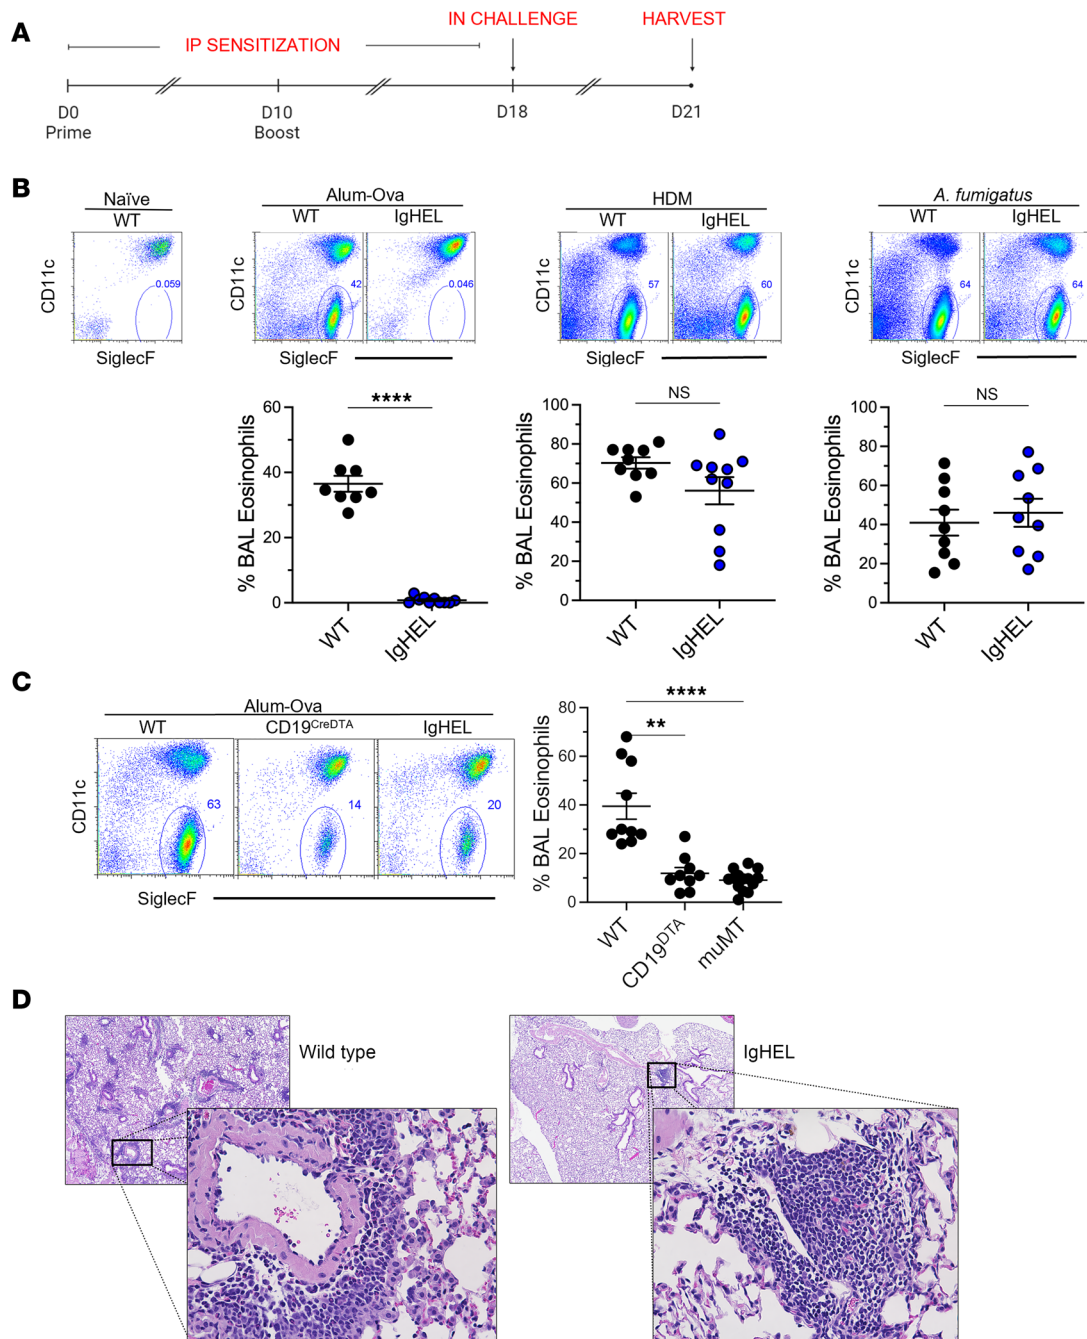 A
IN CHALLENGE
HARVEST
IP SENSITIZATION
D0
Prime
D10
Boost
D18
D21
B
Naïve
WT
Alum-Ova
WT IgHEL
HDM
WT IgHEL
A. fumigatus
WT IgHEL
CD11c
0.059
SiglecF
CD11c
42
0.046
SiglecF
CD11c
57
60
SiglecF
CD11c
64
64
SiglecF
% BAL Eosinophils
60
40
20
0
****
WT
IgHEL
% BAL Eosinophils
100
80
60
40
20
0
NS
WT
IgHEL
% BAL Eosinophils
100
80
60
40
20
0
NS
WT
IgHEL
C
Alum-Ova
WT CD19CreDTA IgHEL
CD11c
63
14
20
SiglecF
% BAL Eosinophils
80
60
40
20
0
****
**
WT
CD19DTA
muMT
D
Wild type
IgHEL